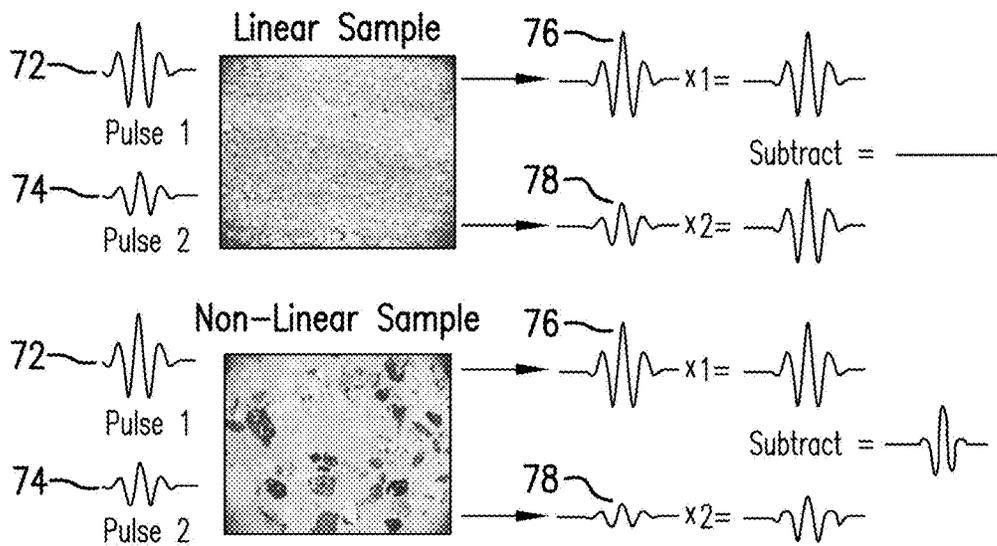 Linear Sample
72
Pulse 1
74
Pulse 2
76
x1=
Subtract =
78
x2=
Non-Linear Sample
72
Pulse 1
74
Pulse 2
76
x1=
Subtract =
78
x2=